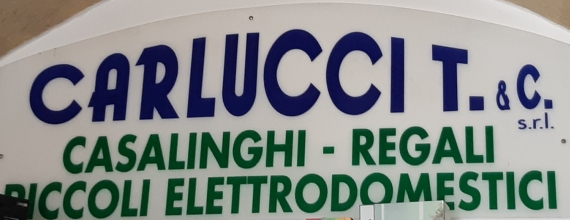 CARLUCCI T. & C.
s.r.l.
CASALINGHI - REGALI
PICCOLI ELETTRODOMESTICI